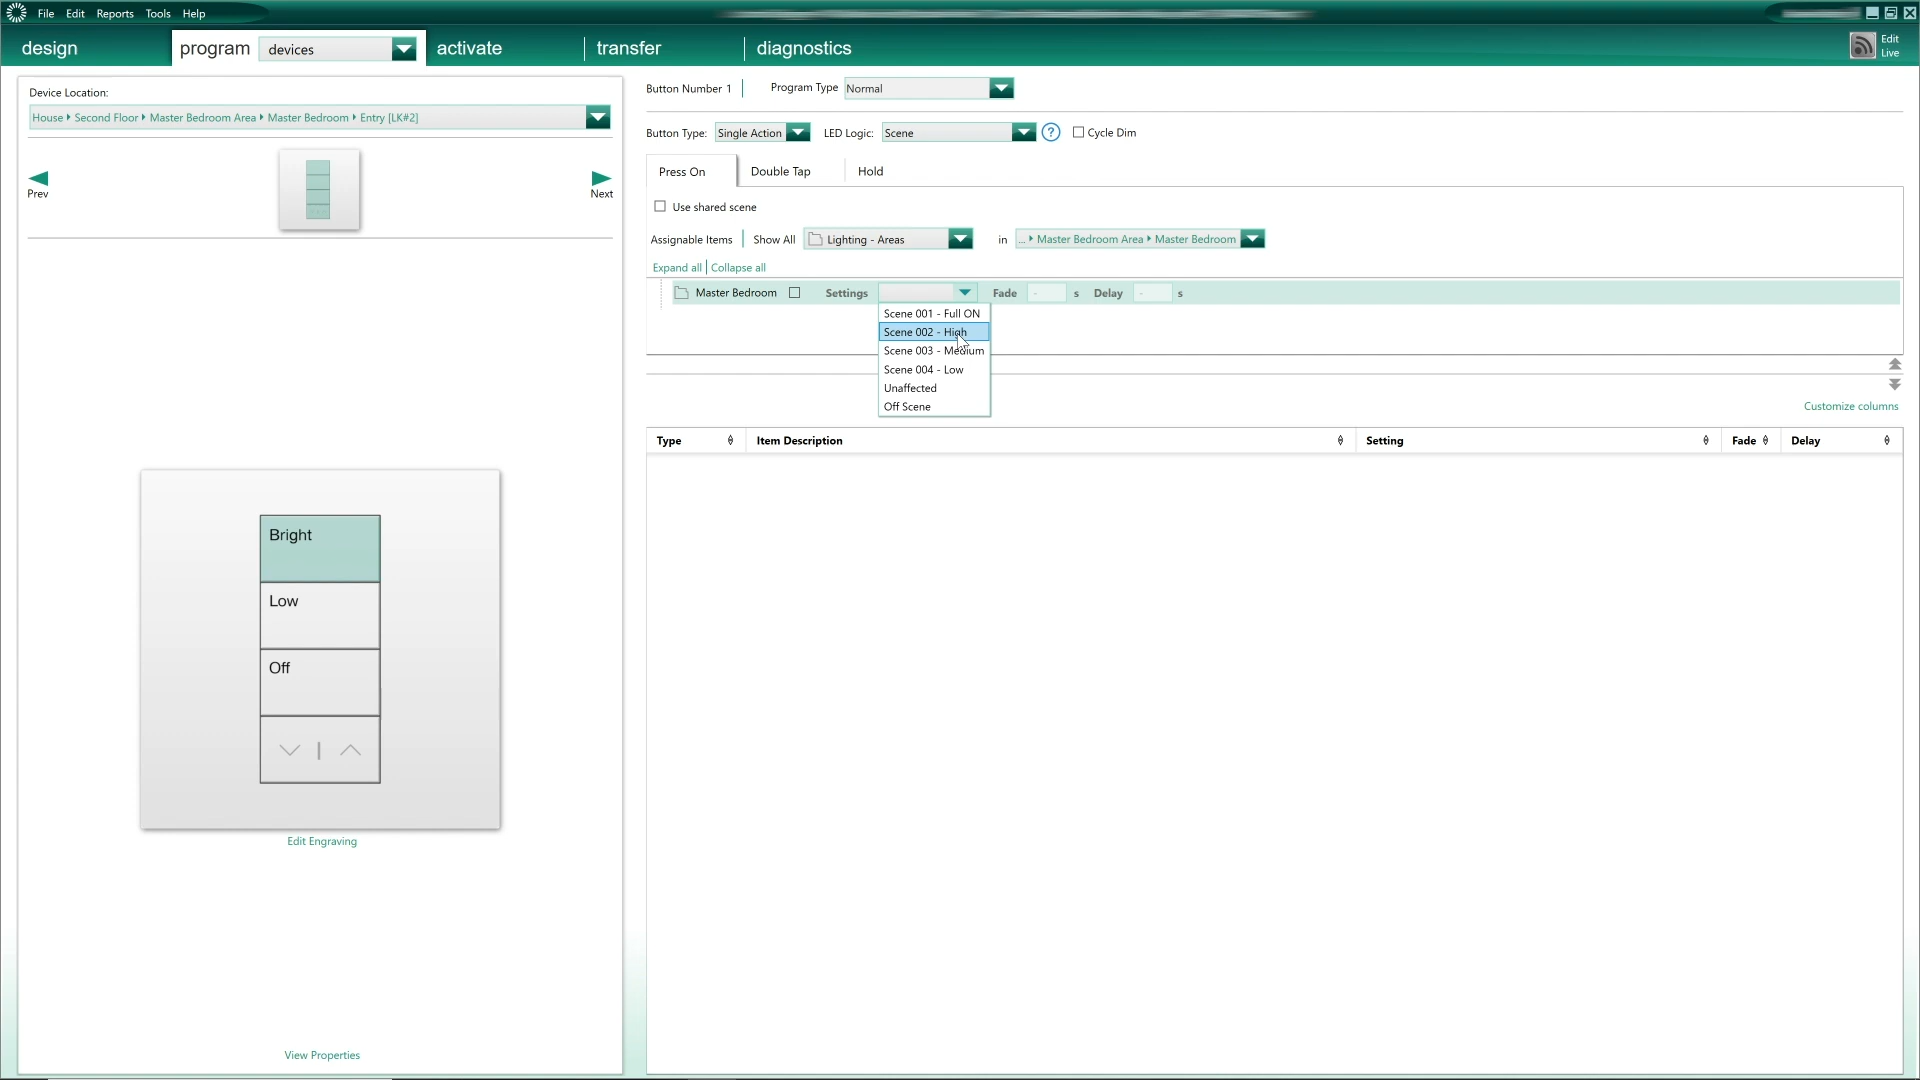 File Edit Reports Tools Help
design program devices activate transfer diagnostics Edit Live
Device Location:
House Second Floor Master Bedroom Area Master Bedroom Entry [LK#2]
Prev
Next
Bright
Low
Off
Edit Engraving
View Properties
Button Number 1 Program Type Normal
Button Type: Single Action LED Logic: Scene ? Cycle Dim
Press On Double Tap Hold
Use shared scene
Assignable Items Show All Lighting - Areas in ... Master Bedroom Area Master Bedroom
Expand all Collapse all
Master Bedroom Settings Fade - s Delay - s
Scene 001 - Full ON
Scene 002 - High
Scene 003 - Medium
Scene 004 - Low
Unaffected
Off Scene
Customize columns
Type Item Description Setting Fade Delay